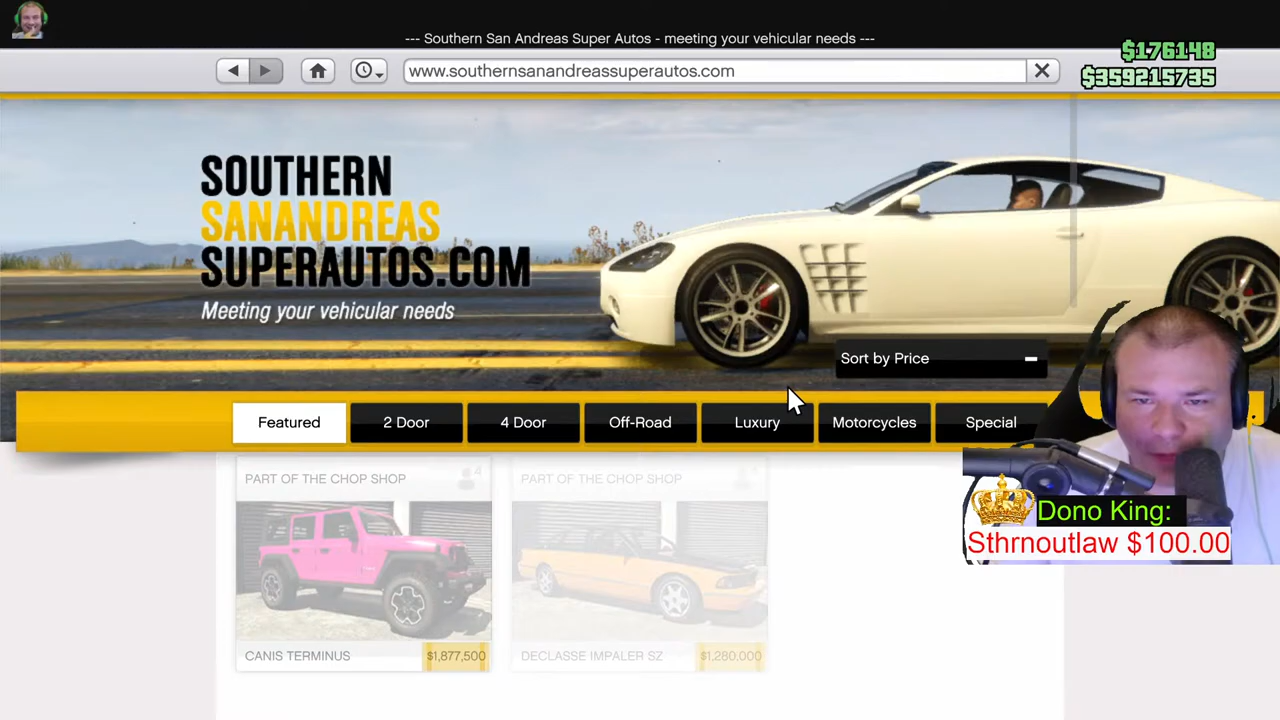 --- Southern San Andreas Super Autos - meeting your vehicular needs ---
$176148
www.southernsanandreassuperautos.com
$359215735
SOUTHERN
SANANDREAS
SUPERAUTOS.COM
Meeting your vehicular needs
Sort by Price
Featured
2 Door
4 Door
Off-Road
Luxury
Motorcycles
Special
PART OF THE CHOP SHOP
4
PART OF THE CHOP SHOP
Dono King:
Sthrnoutlaw $100.00
CANIS TERMINUS
$1,877,500
DECLASSE IMPALER SZ
$1,280,000